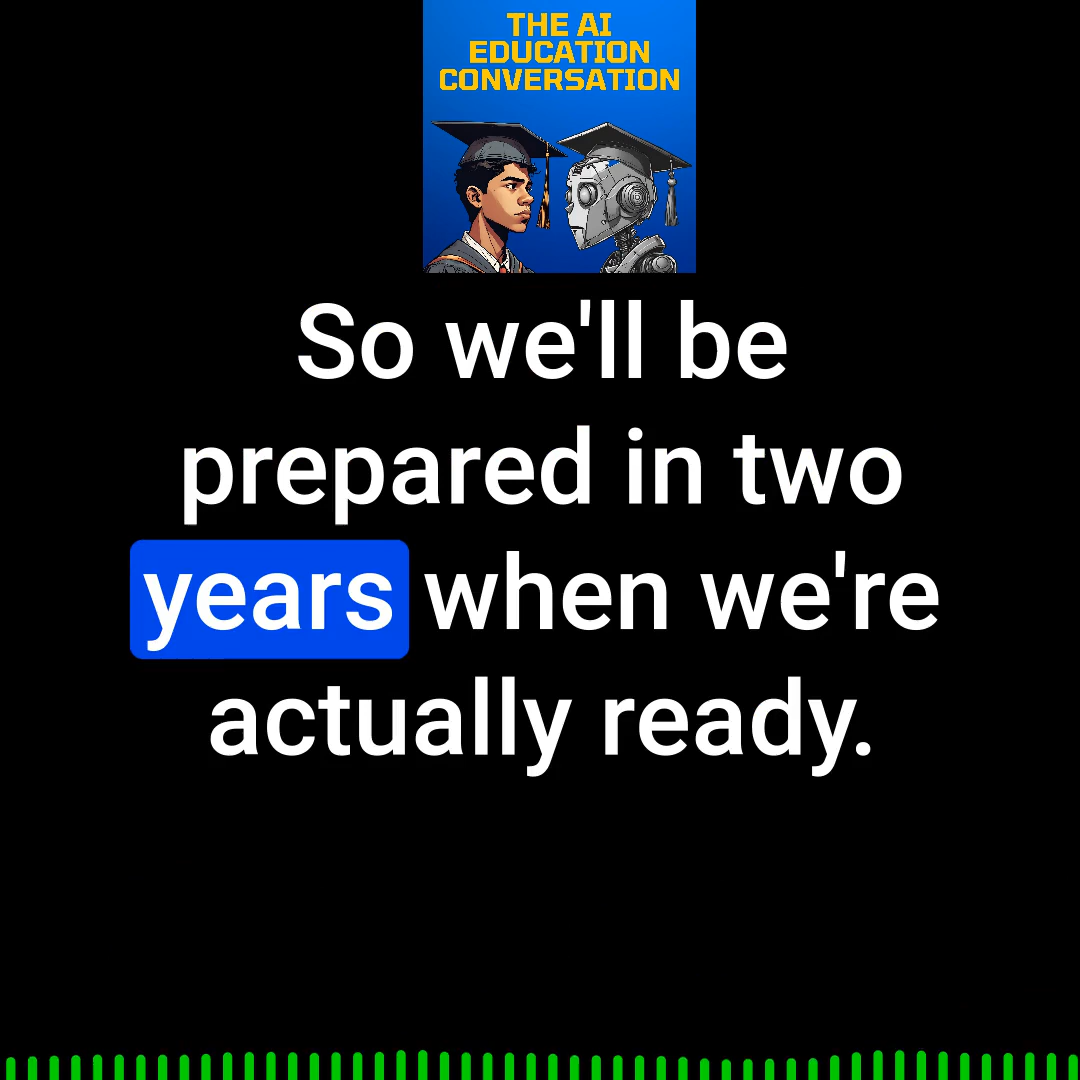 THE AI
EDUCATION
CONVERSATION
So we'll be
prepared in two
years when we're
actually ready.